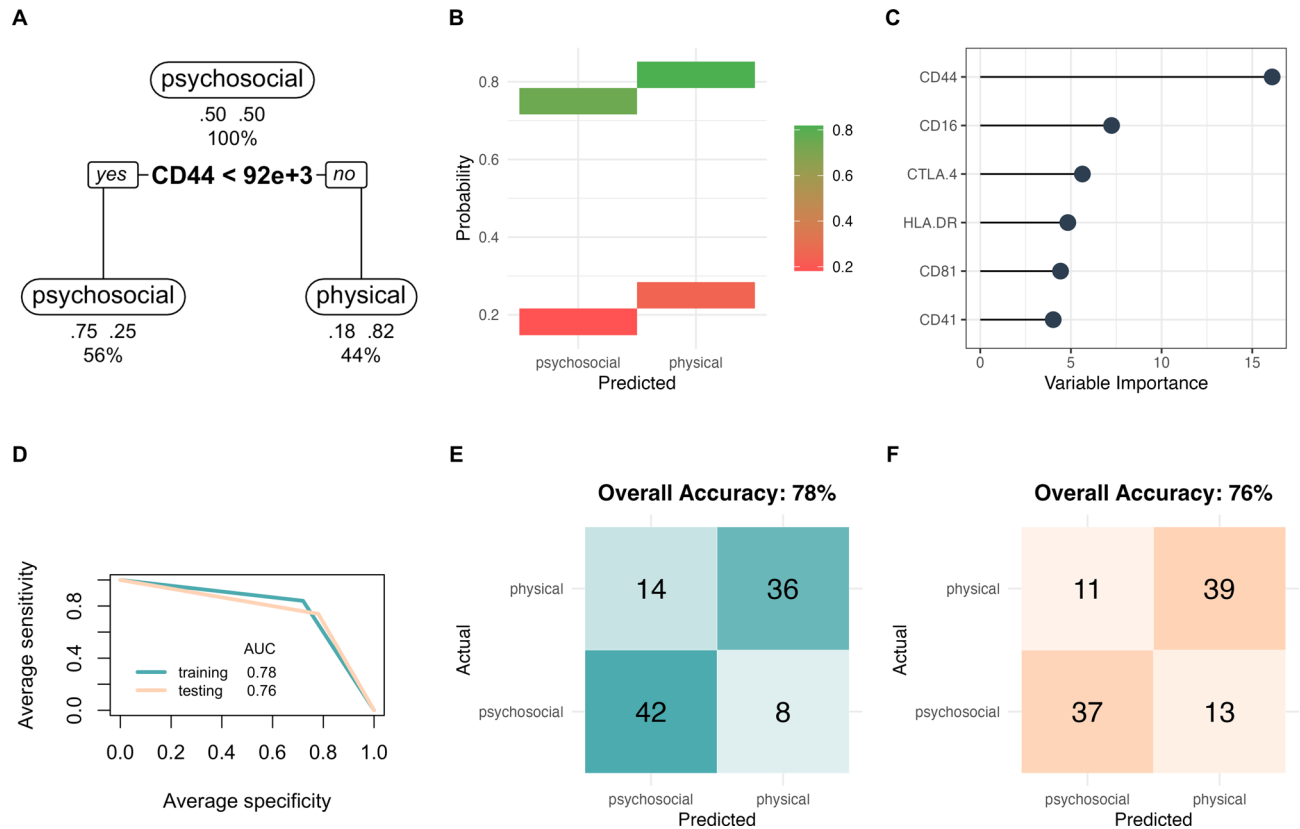 A
psychosocial
.50 .50
100%
yes CD44 < 92e+3 no
psychosocial physical
.75 .25 .18 .82
56% 44%
B
Probability
0.8
0.6
0.4
0.2
psychosocial physical
Predicted
0.8
0.6
0.4
0.2
C
CD44
CD16
CTLA.4
HLA.DR
CD81
CD41
0 5 10 15
Variable Importance
D
Average sensitivity
0.8
0.4
0.0
AUC
training 0.78
testing 0.76
0.0 0.2 0.4 0.6 0.8 1.0
Average specificity
E
Overall Accuracy: 78%
Actual
physical 14 36
psychosocial 42 8
psychosocial physical
Predicted
F
Overall Accuracy: 76%
Actual
physical 11 39
psychosocial 37 13
psychosocial physical
Predicted